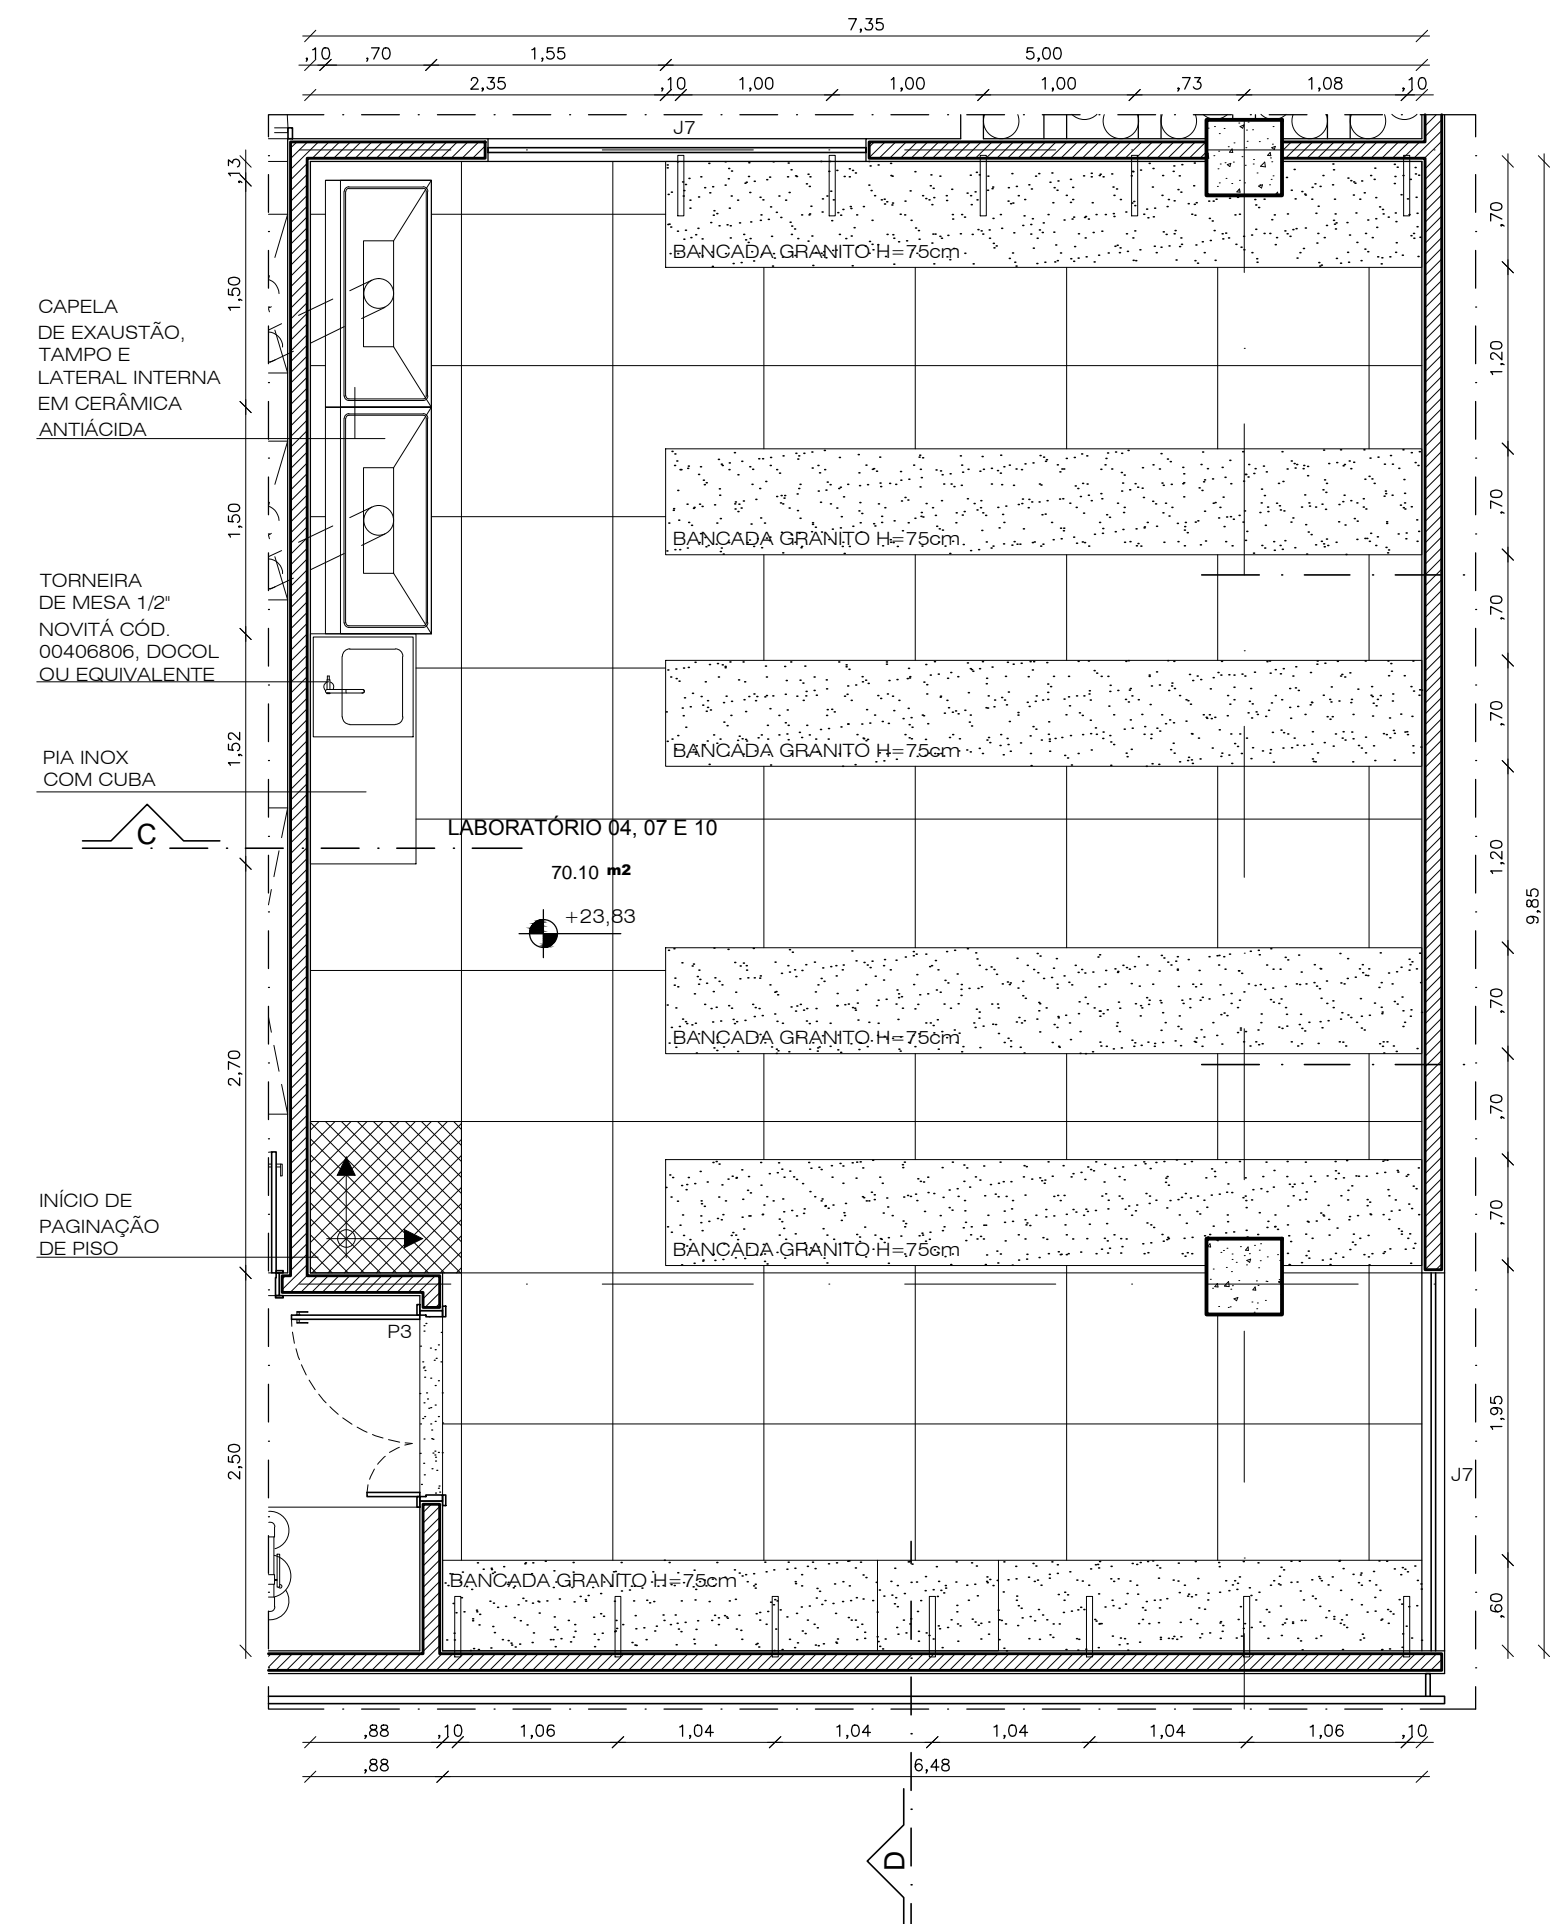 7,35
,10 ,70 1,55 5,00
2,35 ,10 1,00 1,00 1,00 ,73 1,08 ,10
J7
,13
1,50
1,50
1,52
2,70
2,50
CAPELA
DE EXAUSTÃO,
TAMPO E
LATERAL INTERNA
EM CERÂMICA
ANTIÁCIDA
TORNEIRA
DE MESA 1/2"
NOVITÁ CÓD.
00406806, DOCOL
OU EQUIVALENTE
PIA INOX
COM CUBA
C
INÍCIO DE
PAGINAÇÃO
DE PISO
BANCADA GRANITO H=75cm
BANCADA GRANITO H=75cm
BANCADA GRANITO H=75cm
LABORATÓRIO 04, 07 E 10
70.10 m2
+23,83
BANCADA GRANITO H=75cm
BANCADA GRANITO H=75cm
P3
BANCADA GRANITO H=75cm
,70
1,20
,70
,70
,70
1,20
,70
,70
,70
1,95
,60
9,85
J7
,88 ,10 1,06 1,04 1,04 1,04 1,04 1,06 ,10
,88 6,48
D